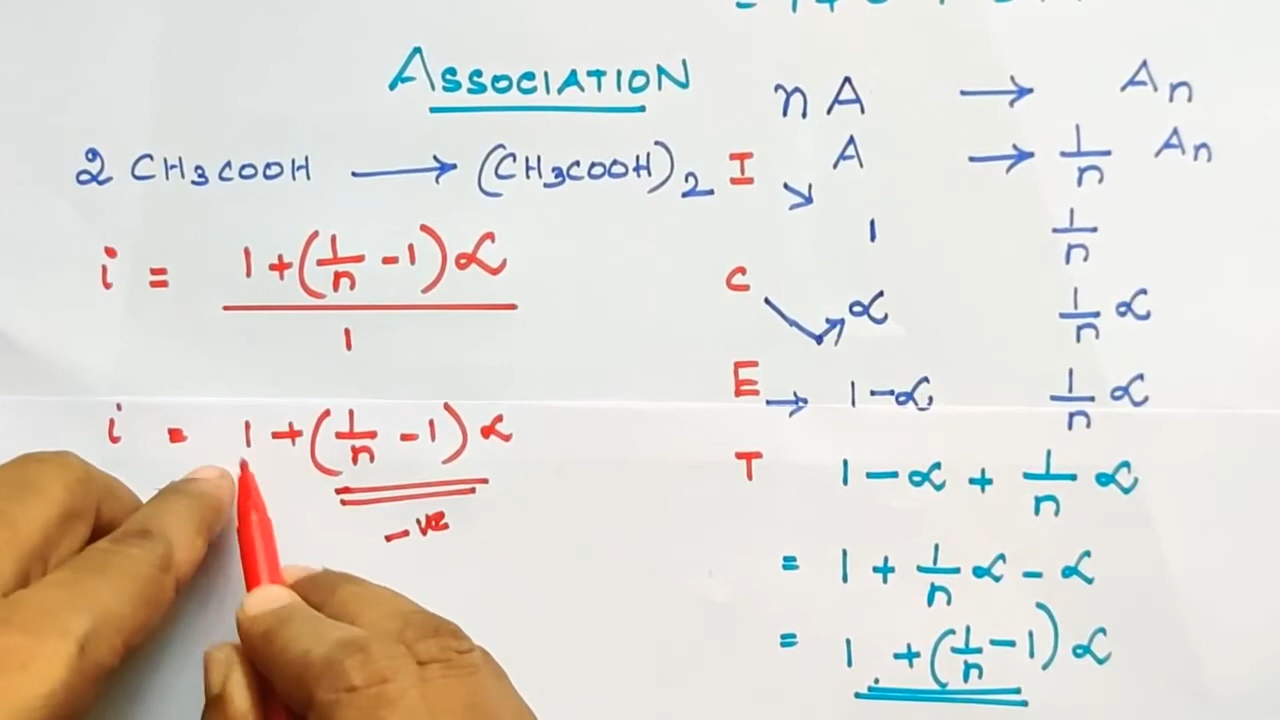 ASSOCIATION
2 CH3COOH ⟶ (CH3COOH)2
i = 1+(1/n -1)α / 1
i = 1+(1/n -1)α
-ve
n A ⟶ An
I A ⟶ 1/n An
1 1/n
C α 1/n α
E → 1-α 1/n α
T 1-α + 1/n α
= 1 + 1/n α - α
= 1 + (1/n -1)α